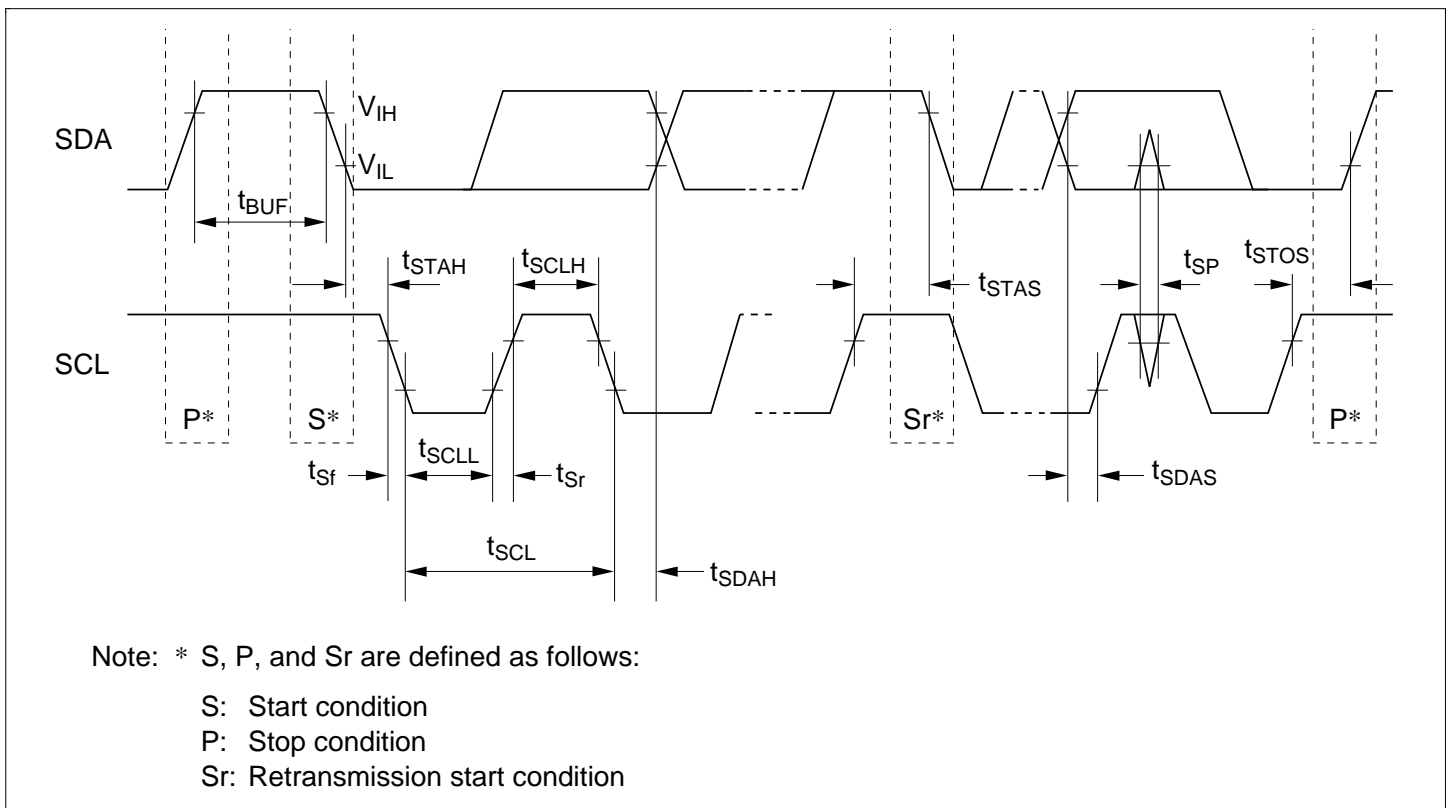 SDA
VIH
VIL
tBUF
tSTAH
tSCLH
tSTAS
tSP
tSTOS
SCL
P*
S*
Sr*
P*
tSf
tSCLL
tSr
tSDAS
tSCL
tSDAH
Note: * S, P, and Sr are defined as follows:
S: Start condition
P: Stop condition
Sr: Retransmission start condition